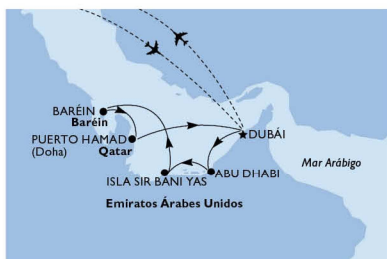 BARÉIN
Baréin
PUERTO HAMAD
(Doha)
Qatar
DUBÁI
Mar Arábigo
ABU DHABI
ISLA SIR BANI YAS
Emiratos Árabes Unidos